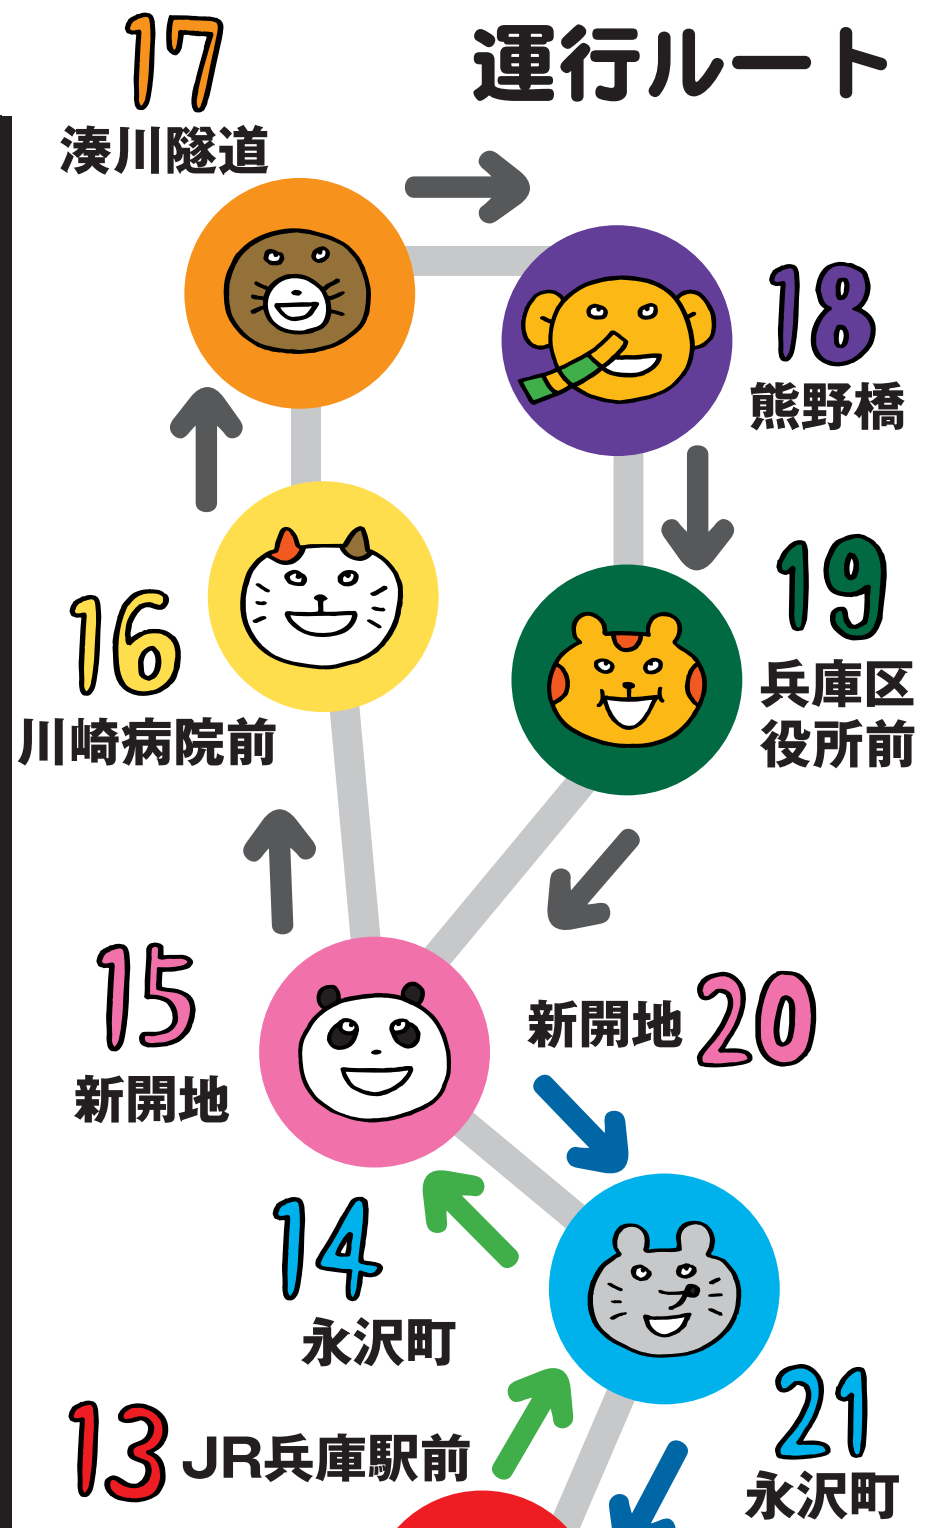 運行ルート
17
湊川隧道
18
熊野橋
19
兵庫区
役所前
16
川崎病院前
15
新開地
新開地 20
14
永沢町
13 JR兵庫駅前
21
永沢町